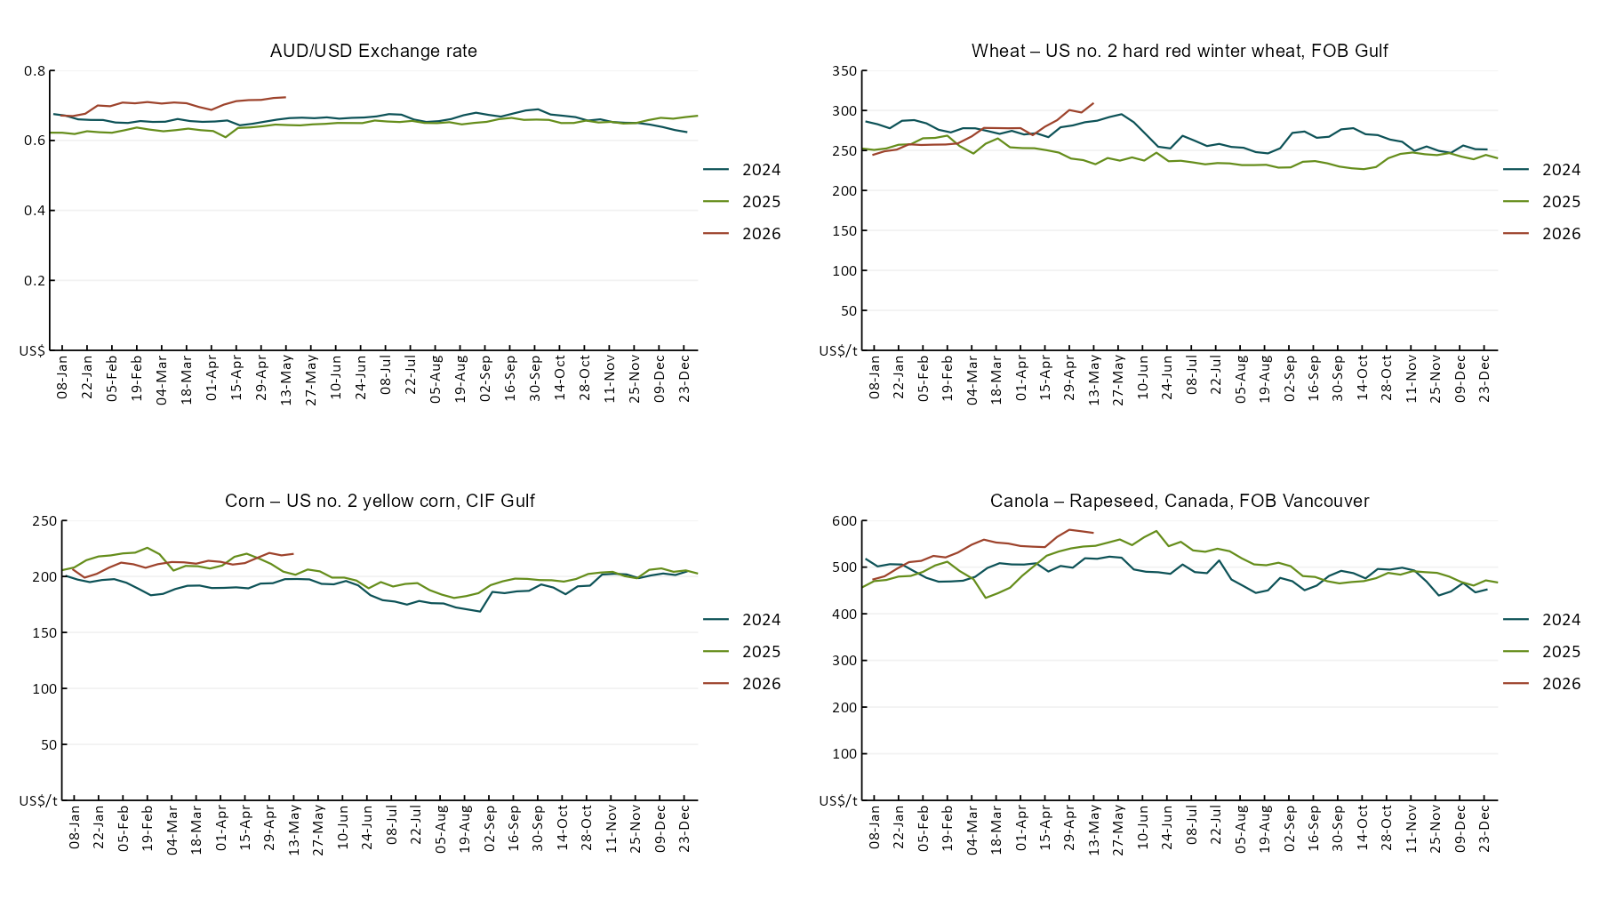 AUD/USD Exchange rate
0.8
0.6
0.4
0.2
US$
08-Jan
22-Jan
05-Feb
19-Feb
04-Mar
18-Mar
01-Apr
15-Apr
29-Apr
13-May
27-May
10-Jun
24-Jun
08-Jul
22-Jul
05-Aug
19-Aug
02-Sep
16-Sep
30-Sep
14-Oct
28-Oct
11-Nov
25-Nov
09-Dec
23-Dec
2024
2025
2026
Wheat – US no. 2 hard red winter wheat, FOB Gulf
350
300
250
200
150
100
50
US$/t
08-Jan
22-Jan
05-Feb
19-Feb
04-Mar
18-Mar
01-Apr
15-Apr
29-Apr
13-May
27-May
10-Jun
24-Jun
08-Jul
22-Jul
05-Aug
19-Aug
02-Sep
16-Sep
30-Sep
14-Oct
28-Oct
11-Nov
25-Nov
09-Dec
23-Dec
2024
2025
2026
Corn – US no. 2 yellow corn, CIF Gulf
250
200
150
100
50
US$/t
08-Jan
22-Jan
05-Feb
19-Feb
04-Mar
18-Mar
01-Apr
15-Apr
29-Apr
13-May
27-May
10-Jun
24-Jun
08-Jul
22-Jul
05-Aug
19-Aug
02-Sep
16-Sep
30-Sep
14-Oct
28-Oct
11-Nov
25-Nov
09-Dec
23-Dec
2024
2025
2026
Canola – Rapeseed, Canada, FOB Vancouver
600
500
400
300
200
100
US$/t
08-Jan
22-Jan
05-Feb
19-Feb
04-Mar
18-Mar
01-Apr
15-Apr
29-Apr
13-May
27-May
10-Jun
24-Jun
08-Jul
22-Jul
05-Aug
19-Aug
02-Sep
16-Sep
30-Sep
14-Oct
28-Oct
11-Nov
25-Nov
09-Dec
23-Dec
2024
2025
2026